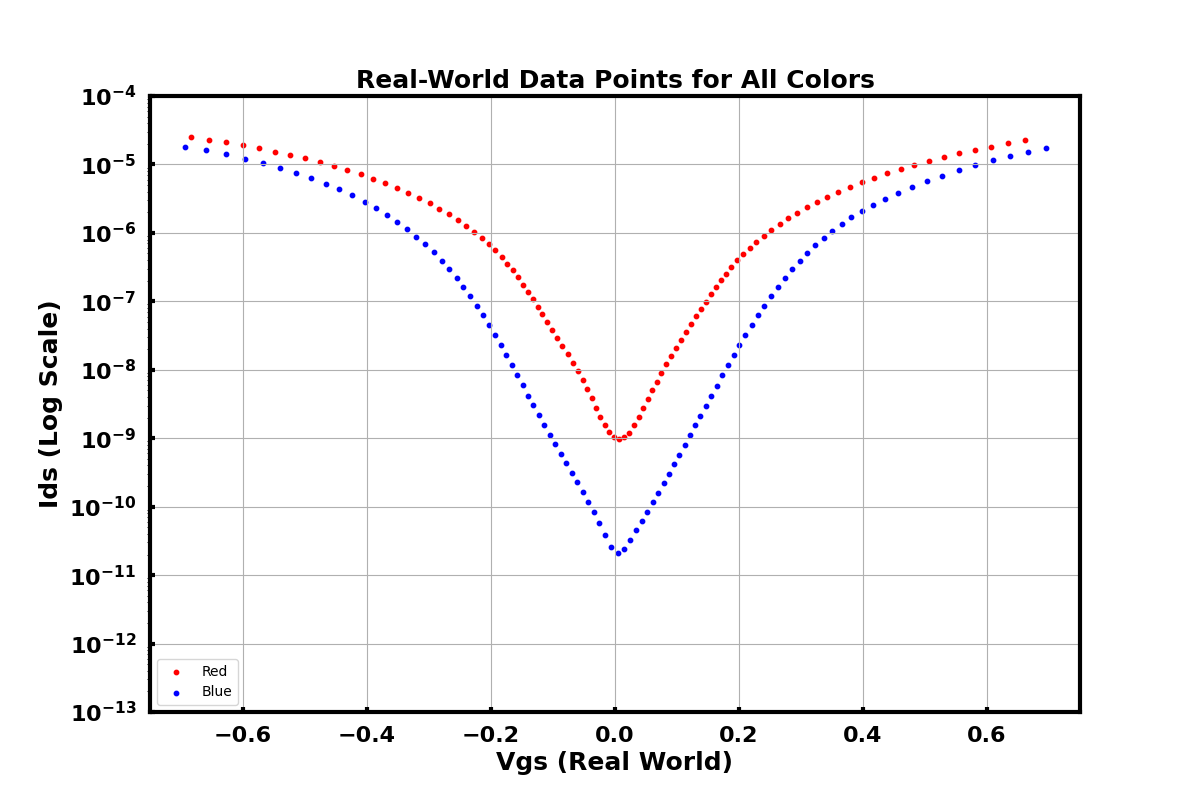 Real-World Data Points for All Colors
10⁻⁴
10⁻⁵
10⁻⁶
10⁻⁷
10⁻⁸
10⁻⁹
10⁻¹⁰
10⁻¹¹
10⁻¹²
10⁻¹³
Ids (Log Scale)
Red
Blue
−0.6 −0.4 −0.2 0.0 0.2 0.4 0.6
Vgs (Real World)